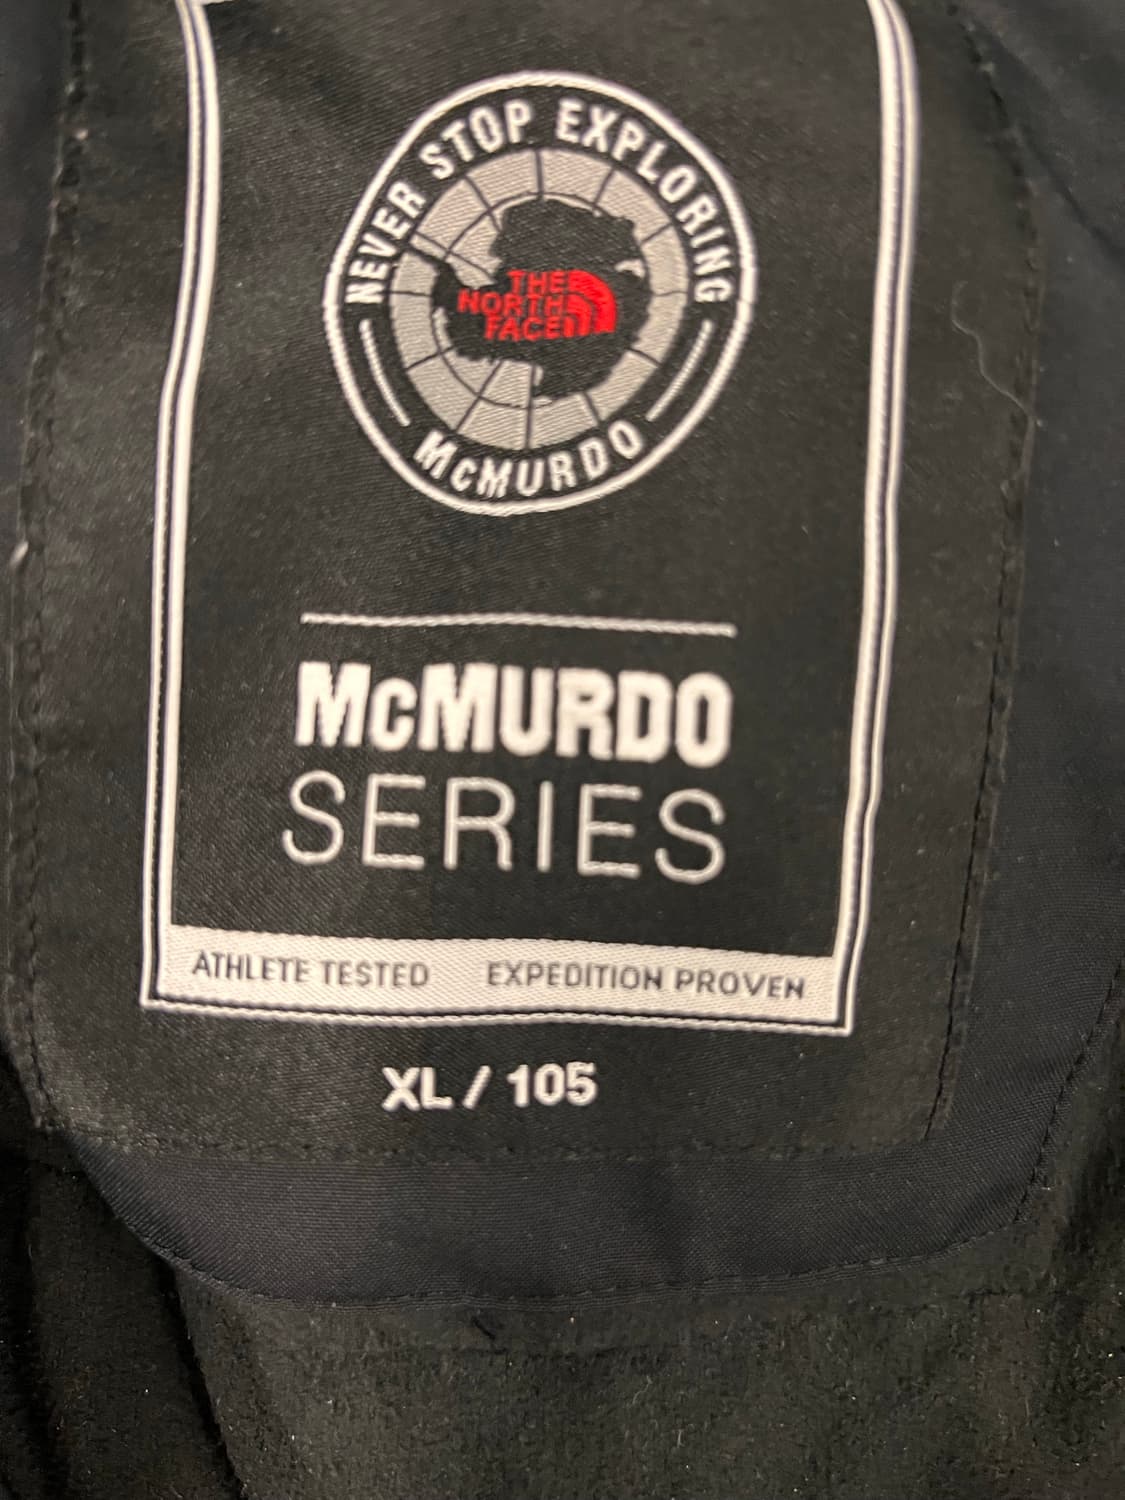 NEVER STOP EXPLORING
THE
NORTH
FACE
McMURDO
McMURDO
SERIES
ATHLETE TESTED EXPEDITION PROVEN
XL / 105